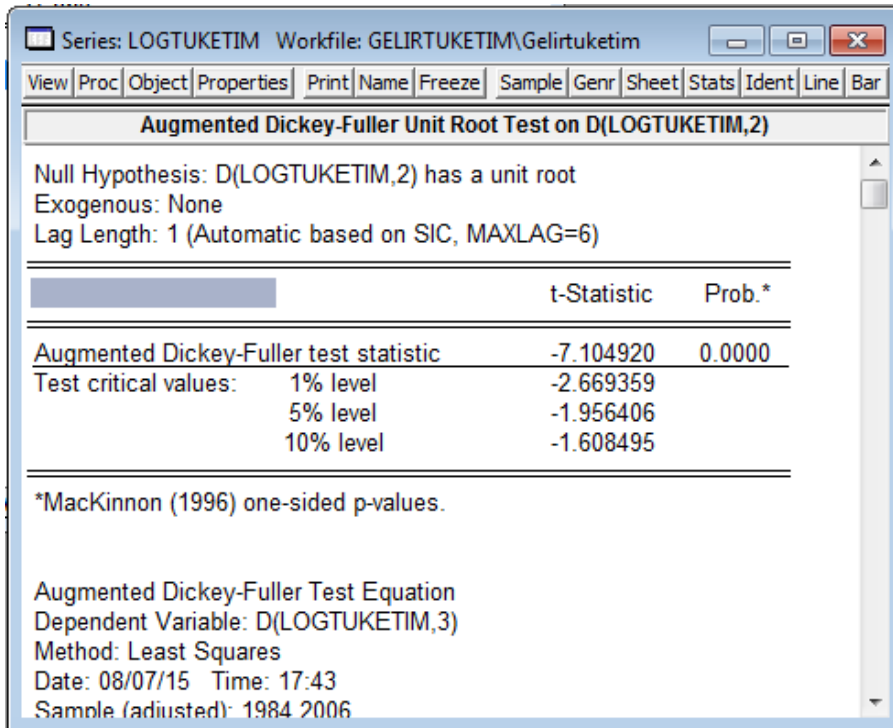 Series: LOGTUKETIM Workfile: GELIRTUKETIM\Gelirtuketim
View Proc Object Properties Print Name Freeze Sample Genr Sheet Stats Ident Line Bar
Augmented Dickey-Fuller Unit Root Test on D(LOGTUKETIM,2)
Null Hypothesis: D(LOGTUKETIM,2) has a unit root
Exogenous: None
Lag Length: 1 (Automatic based on SIC, MAXLAG=6)
t-Statistic Prob.*
Augmented Dickey-Fuller test statistic -7.104920 0.0000
Test critical values: 1% level -2.669359
5% level -1.956406
10% level -1.608495
*MacKinnon (1996) one-sided p-values.
Augmented Dickey-Fuller Test Equation
Dependent Variable: D(LOGTUKETIM,3)
Method: Least Squares
Date: 08/07/15 Time: 17:43
Sample (adjusted): 1984 2006